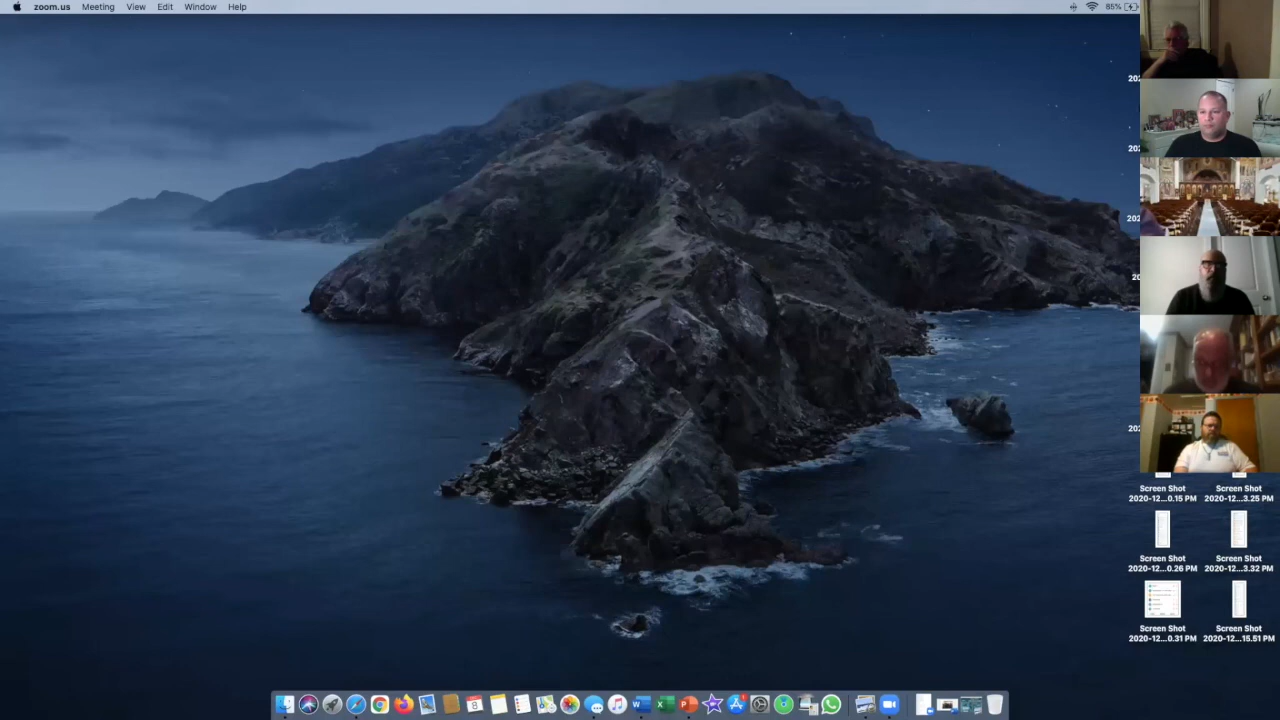 zoom.us Meeting View Edit Window Help 85%
Screen Shot
2020-12...0.15 PM
Screen Shot
2020-12...3.25 PM
Screen Shot
2020-12...0.26 PM
Screen Shot
2020-12...3.32 PM
Screen Shot
2020-12...0.31 PM
Screen Shot
2020-12...15.51 PM
8